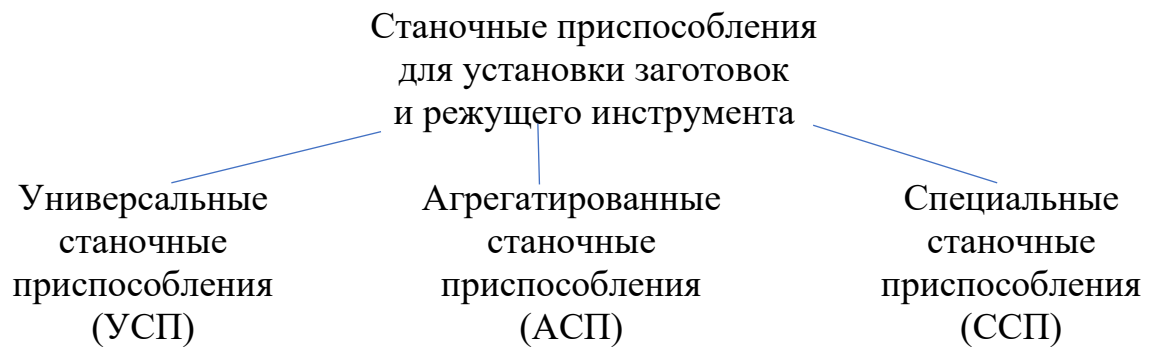 Станочные приспособления
для установки заготовок
и режущего инструмента
Универсальные
станочные
приспособления
(УСП)
Агрегатированные
станочные
приспособления
(АСП)
Специальные
станочные
приспособления
(ССП)